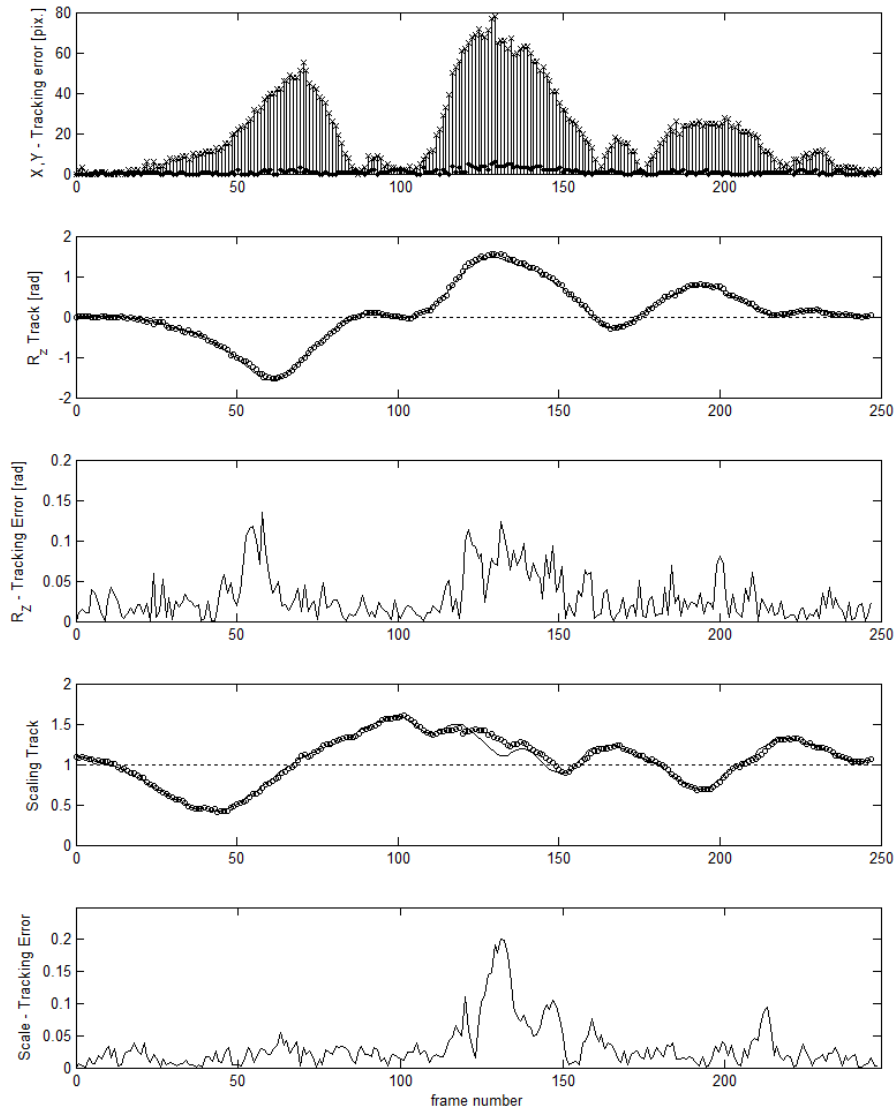 X ,Y - Tracking error [pix.]
80
60
40
20
0
0 50 100 150 200
R_Z Track [rad]
2
1
0
-1
-2
0 50 100 150 200 250
R_Z - Tracking Error [rad]
0.2
0.15
0.1
0.05
0
0 50 100 150 200 250
Scaling Track
2
1.5
1
0.5
0
0 50 100 150 200 250
Scale - Tracking Error
0.2
0.15
0.1
0.05
0
0 50 100 150 200
frame number